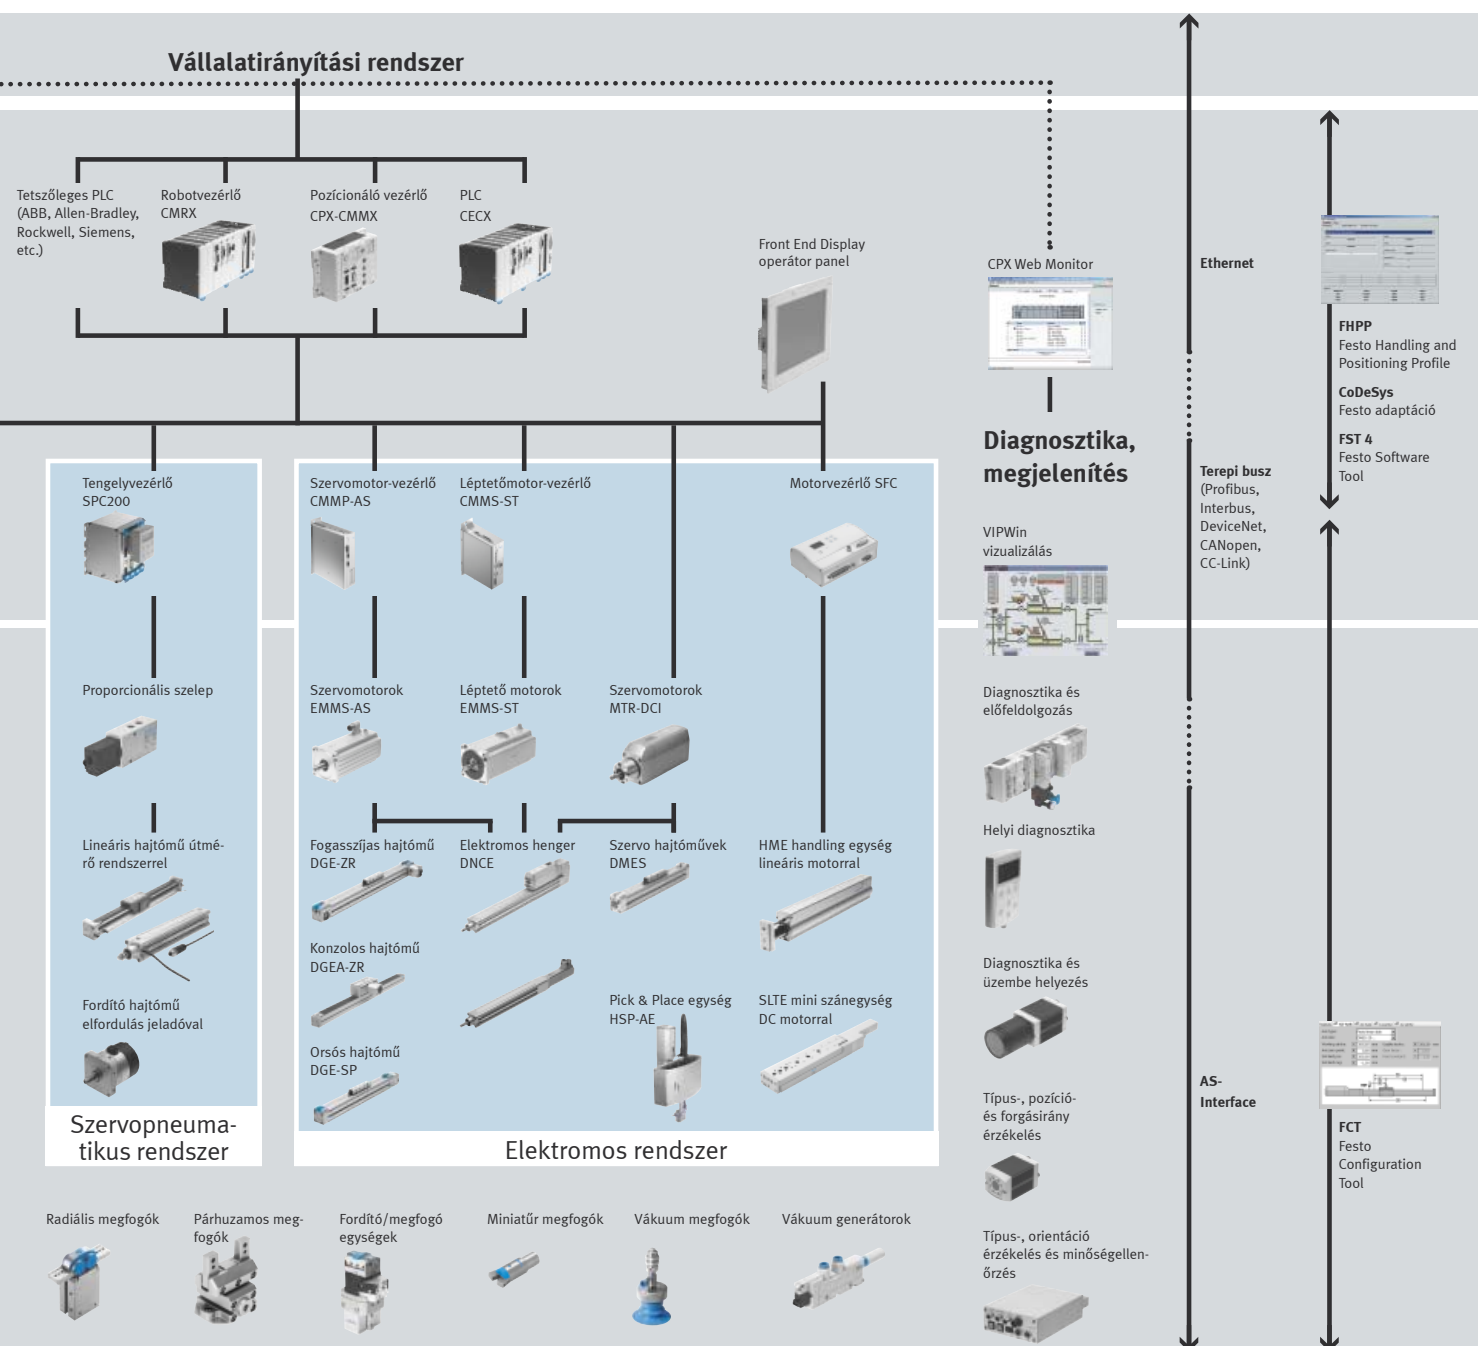 Vállalatirányítási rendszer
Tetszőleges PLC
(ABB, Allen-Bradley,
Rockwell, Siemens,
etc.)
Robotvezérlő
CMRX
Pozícionáló vezérlő
CPX-CMMX
PLC
CECX
Front End Display
operátor panel
CPX Web Monitor
Ethernet
FHPP
Festo Handling and
Positioning Profile
CoDeSys
Festo adaptáció
FST 4
Festo Software
Tool
Diagnosztika,
megjelenítés
Terepi busz
(Profibus,
Interbus,
DeviceNet,
CANopen,
CC-Link)
Tengelyvezérlő
SPC200
Szervomotor-vezérlő
CMMP-AS
Léptetőmotor-vezérlő
CMMS-ST
Motorvezérlő SFC
VIPWin
vizualizálás
Proporcionális szelep
Szervomotorok
EMMS-AS
Léptető motorok
EMMS-ST
Szervomotorok
MTR-DCI
Diagnosztika és
előfeldolgozás
Lineáris hajtómű útmé-
rő rendszerrel
Fogasszíjas hajtómű
DGE-ZR
Elektromos henger
DNCE
Szervo hajtóművek
DMES
HME handling egység
lineáris motorral
Helyi diagnosztika
Konzolos hajtómű
DGEA-ZR
Diagnosztika és
üzembe helyezés
Fordító hajtómű
elfordulás jeladóval
Orsós hajtómű
DGE-SP
Pick & Place egység
HSP-AE
SLTE mini szánegység
DC motorral
Típus-, pozíció-
és forgásirány
érzékelés
AS-
Interface
FCT
Festo
Configuration
Tool
Szervopneuma-
tikus rendszer
Elektromos rendszer
Radiális megfogók
Párhuzamos meg-
fogók
Fordító/megfogó
egységek
Miniatűr megfogók
Vákuum megfogók
Vákuum generátorok
Típus-, orientáció
érzékelés és minőségellen-
őrzés